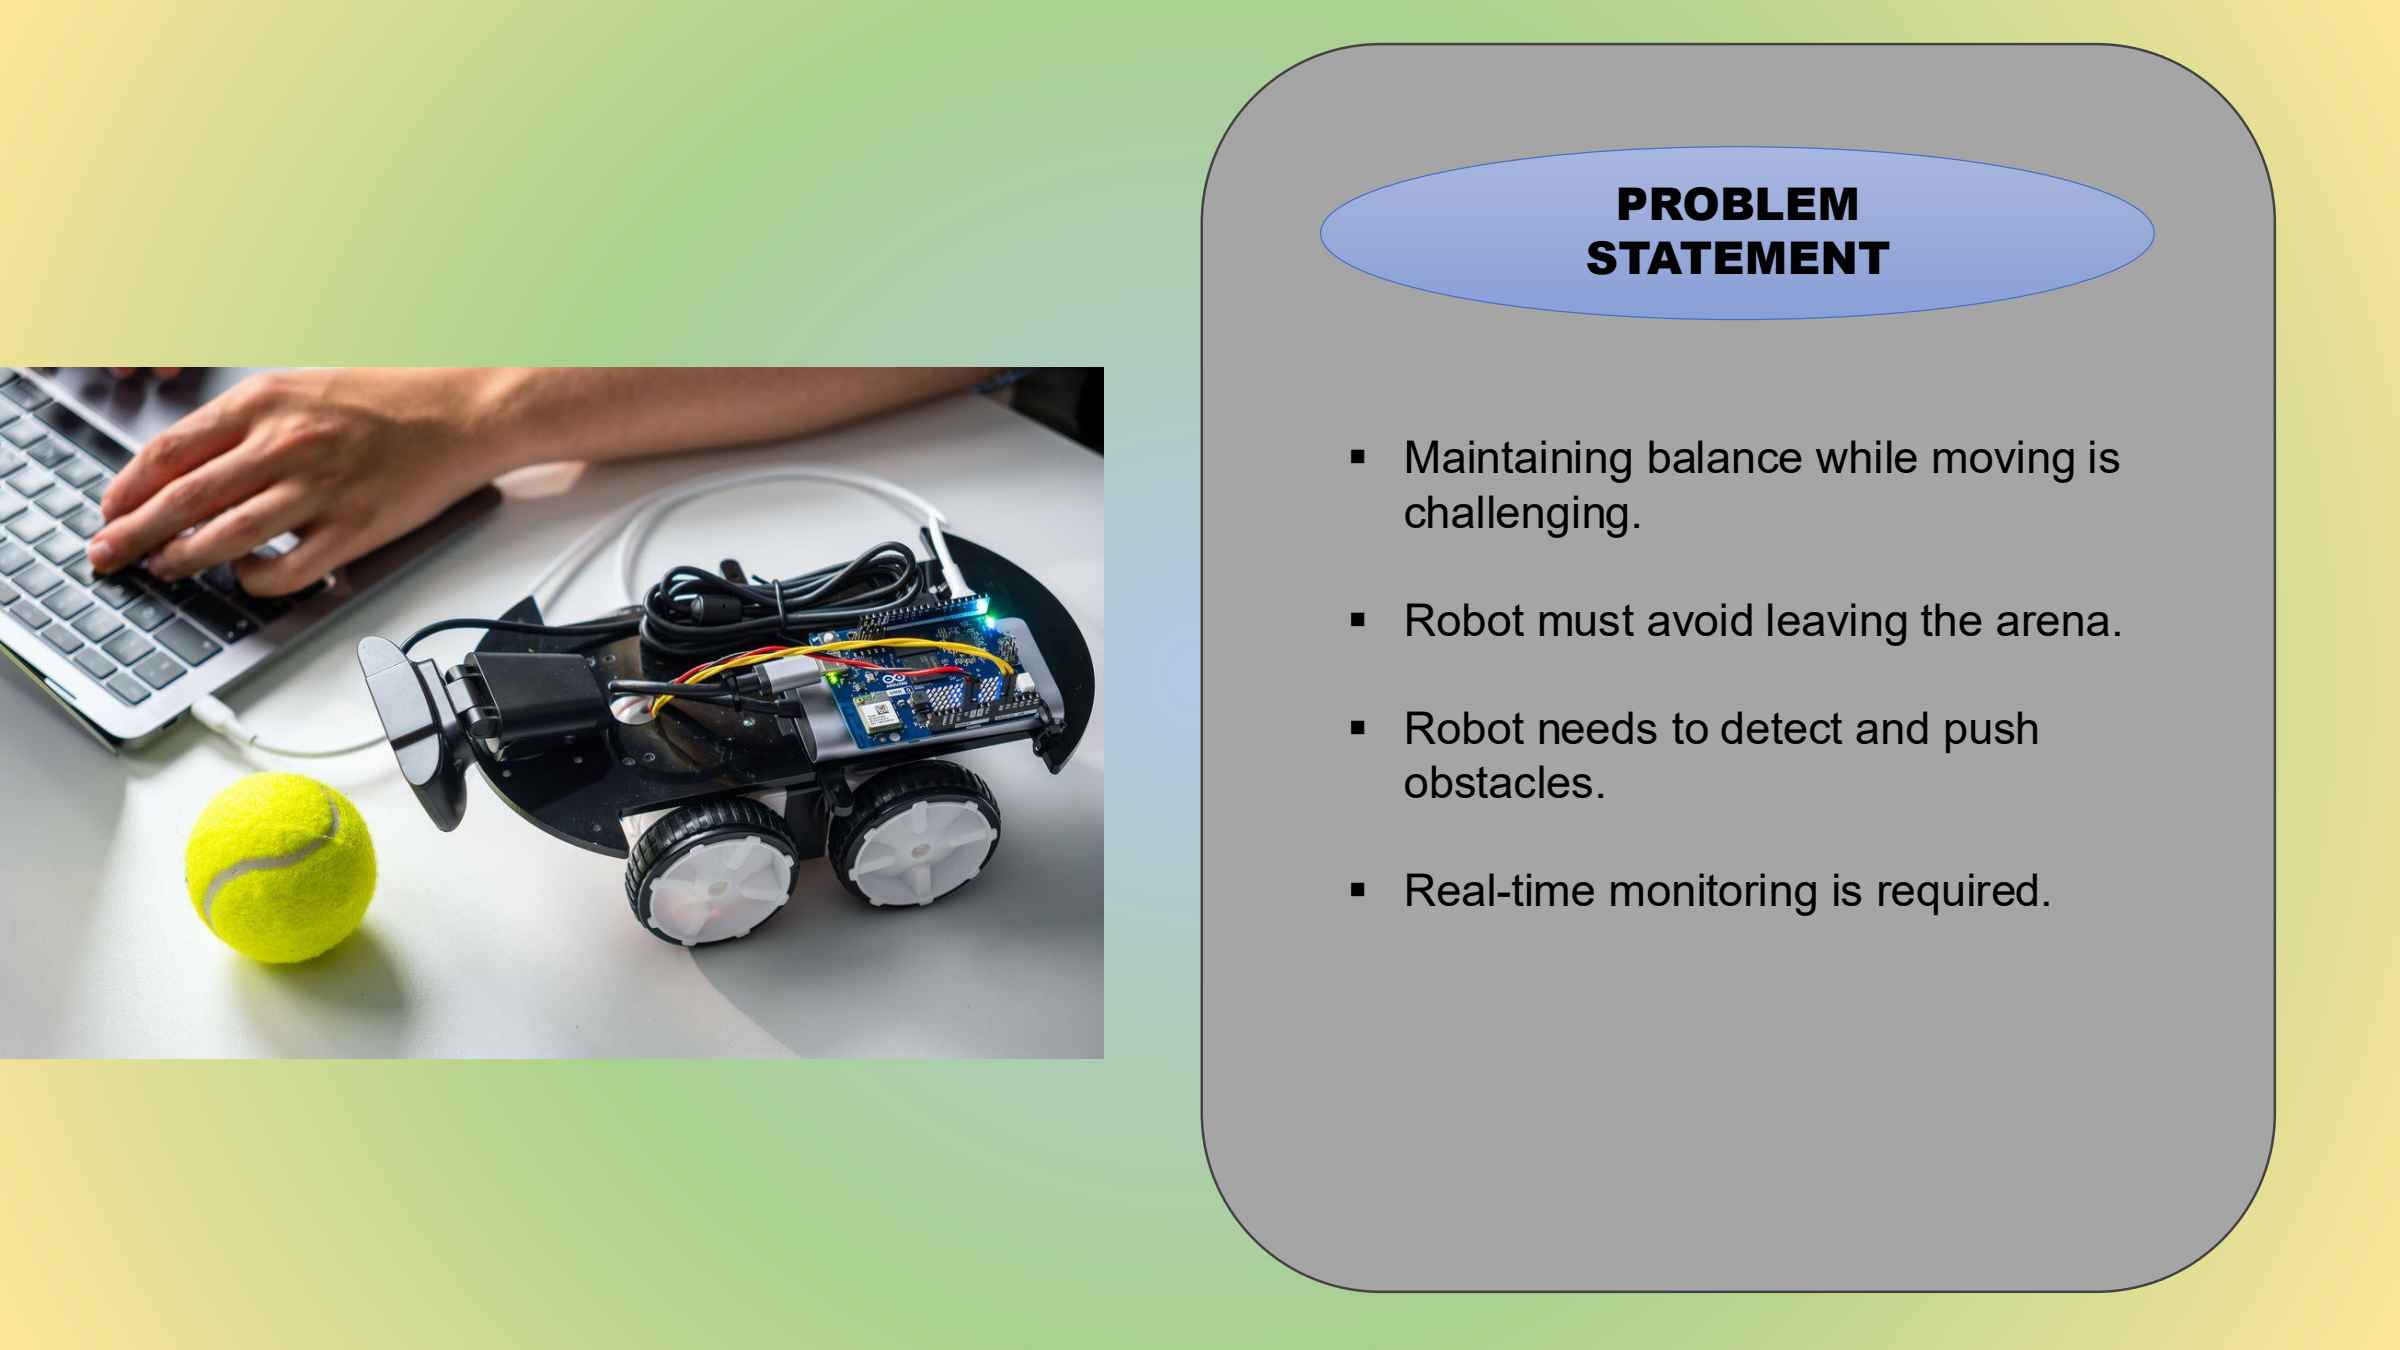 PROBLEM
STATEMENT
▪ Maintaining balance while moving is
challenging.
▪ Robot must avoid leaving the arena.
▪ Robot needs to detect and push
obstacles.
▪ Real-time monitoring is required.